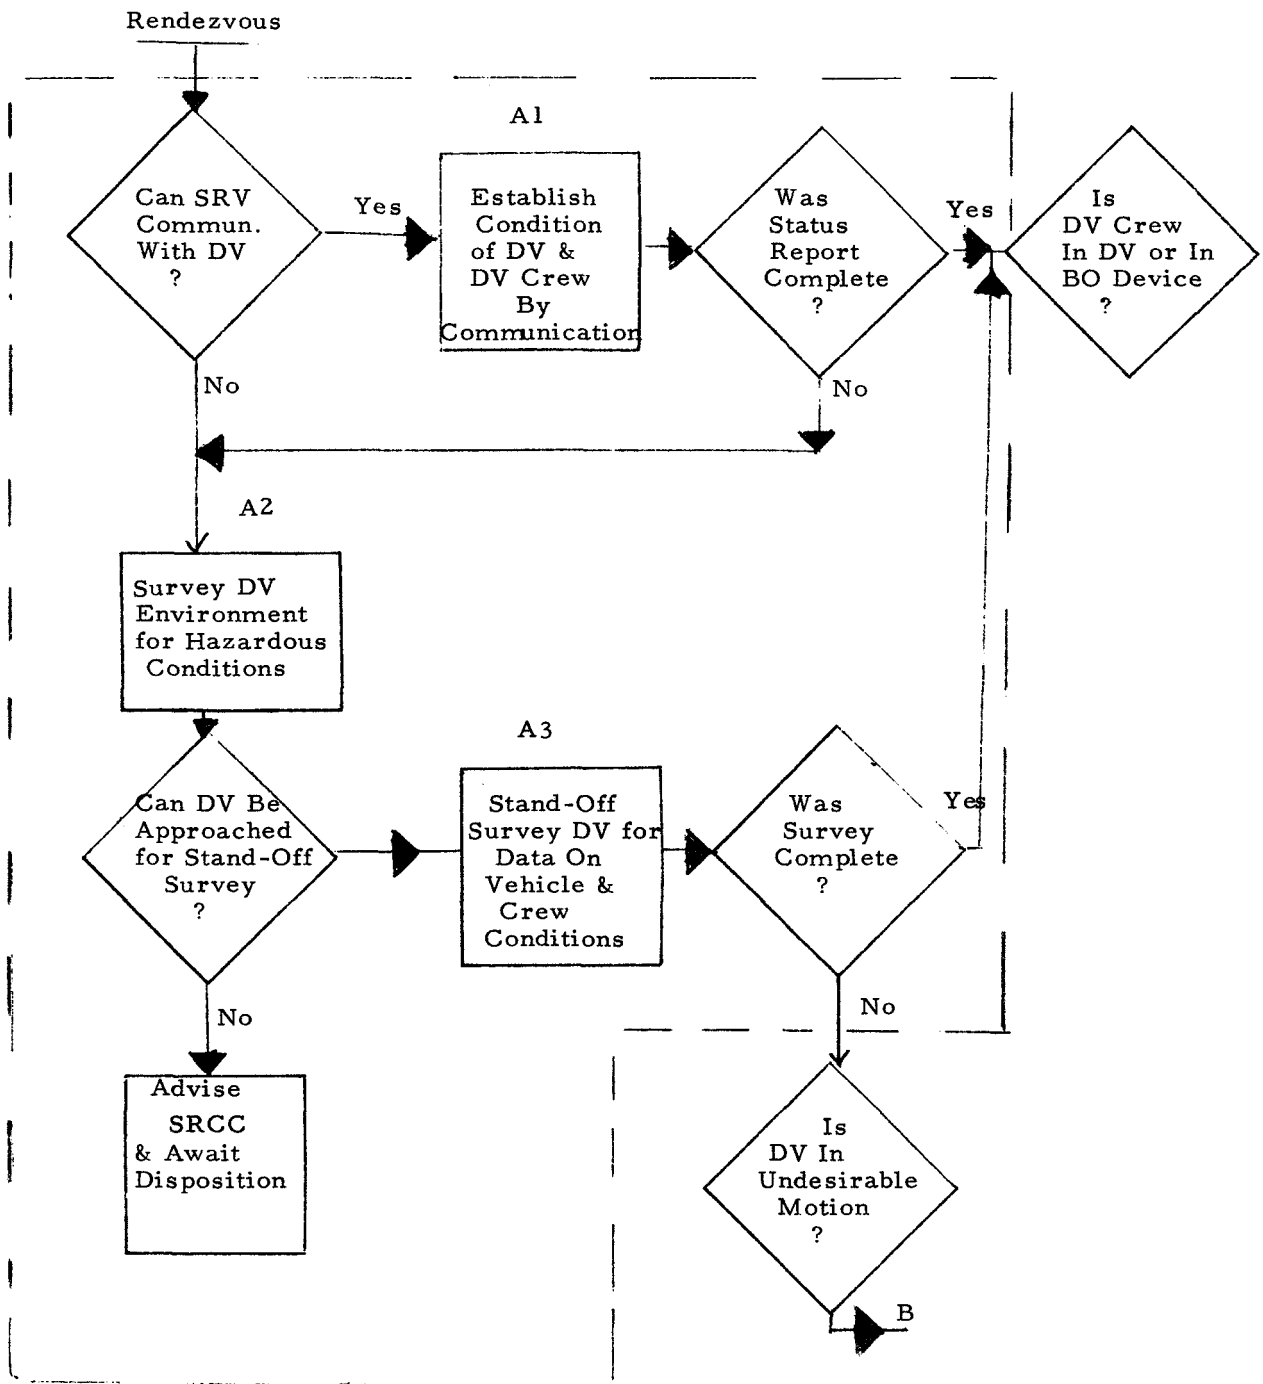 Rendezvous
A1
Can SRV
Commun.
With DV
?
Yes
Establish
Condition
of DV &
DV Crew
By
Communication
Was
Status
Report
Complete
?
Yes
Is
DV Crew
In DV or In
BO Device
?
No
No
A2
Survey DV
Environment
for Hazardous
Conditions
A3
Can DV Be
Approached
for Stand-Off
Survey
?
Stand-Off
Survey DV for
Data On
Vehicle &
Crew
Conditions
Was
Survey
Complete
?
Yes
No
No
Advise
SRCC
& Await
Disposition
Is
DV In
Undesirable
Motion
?
B